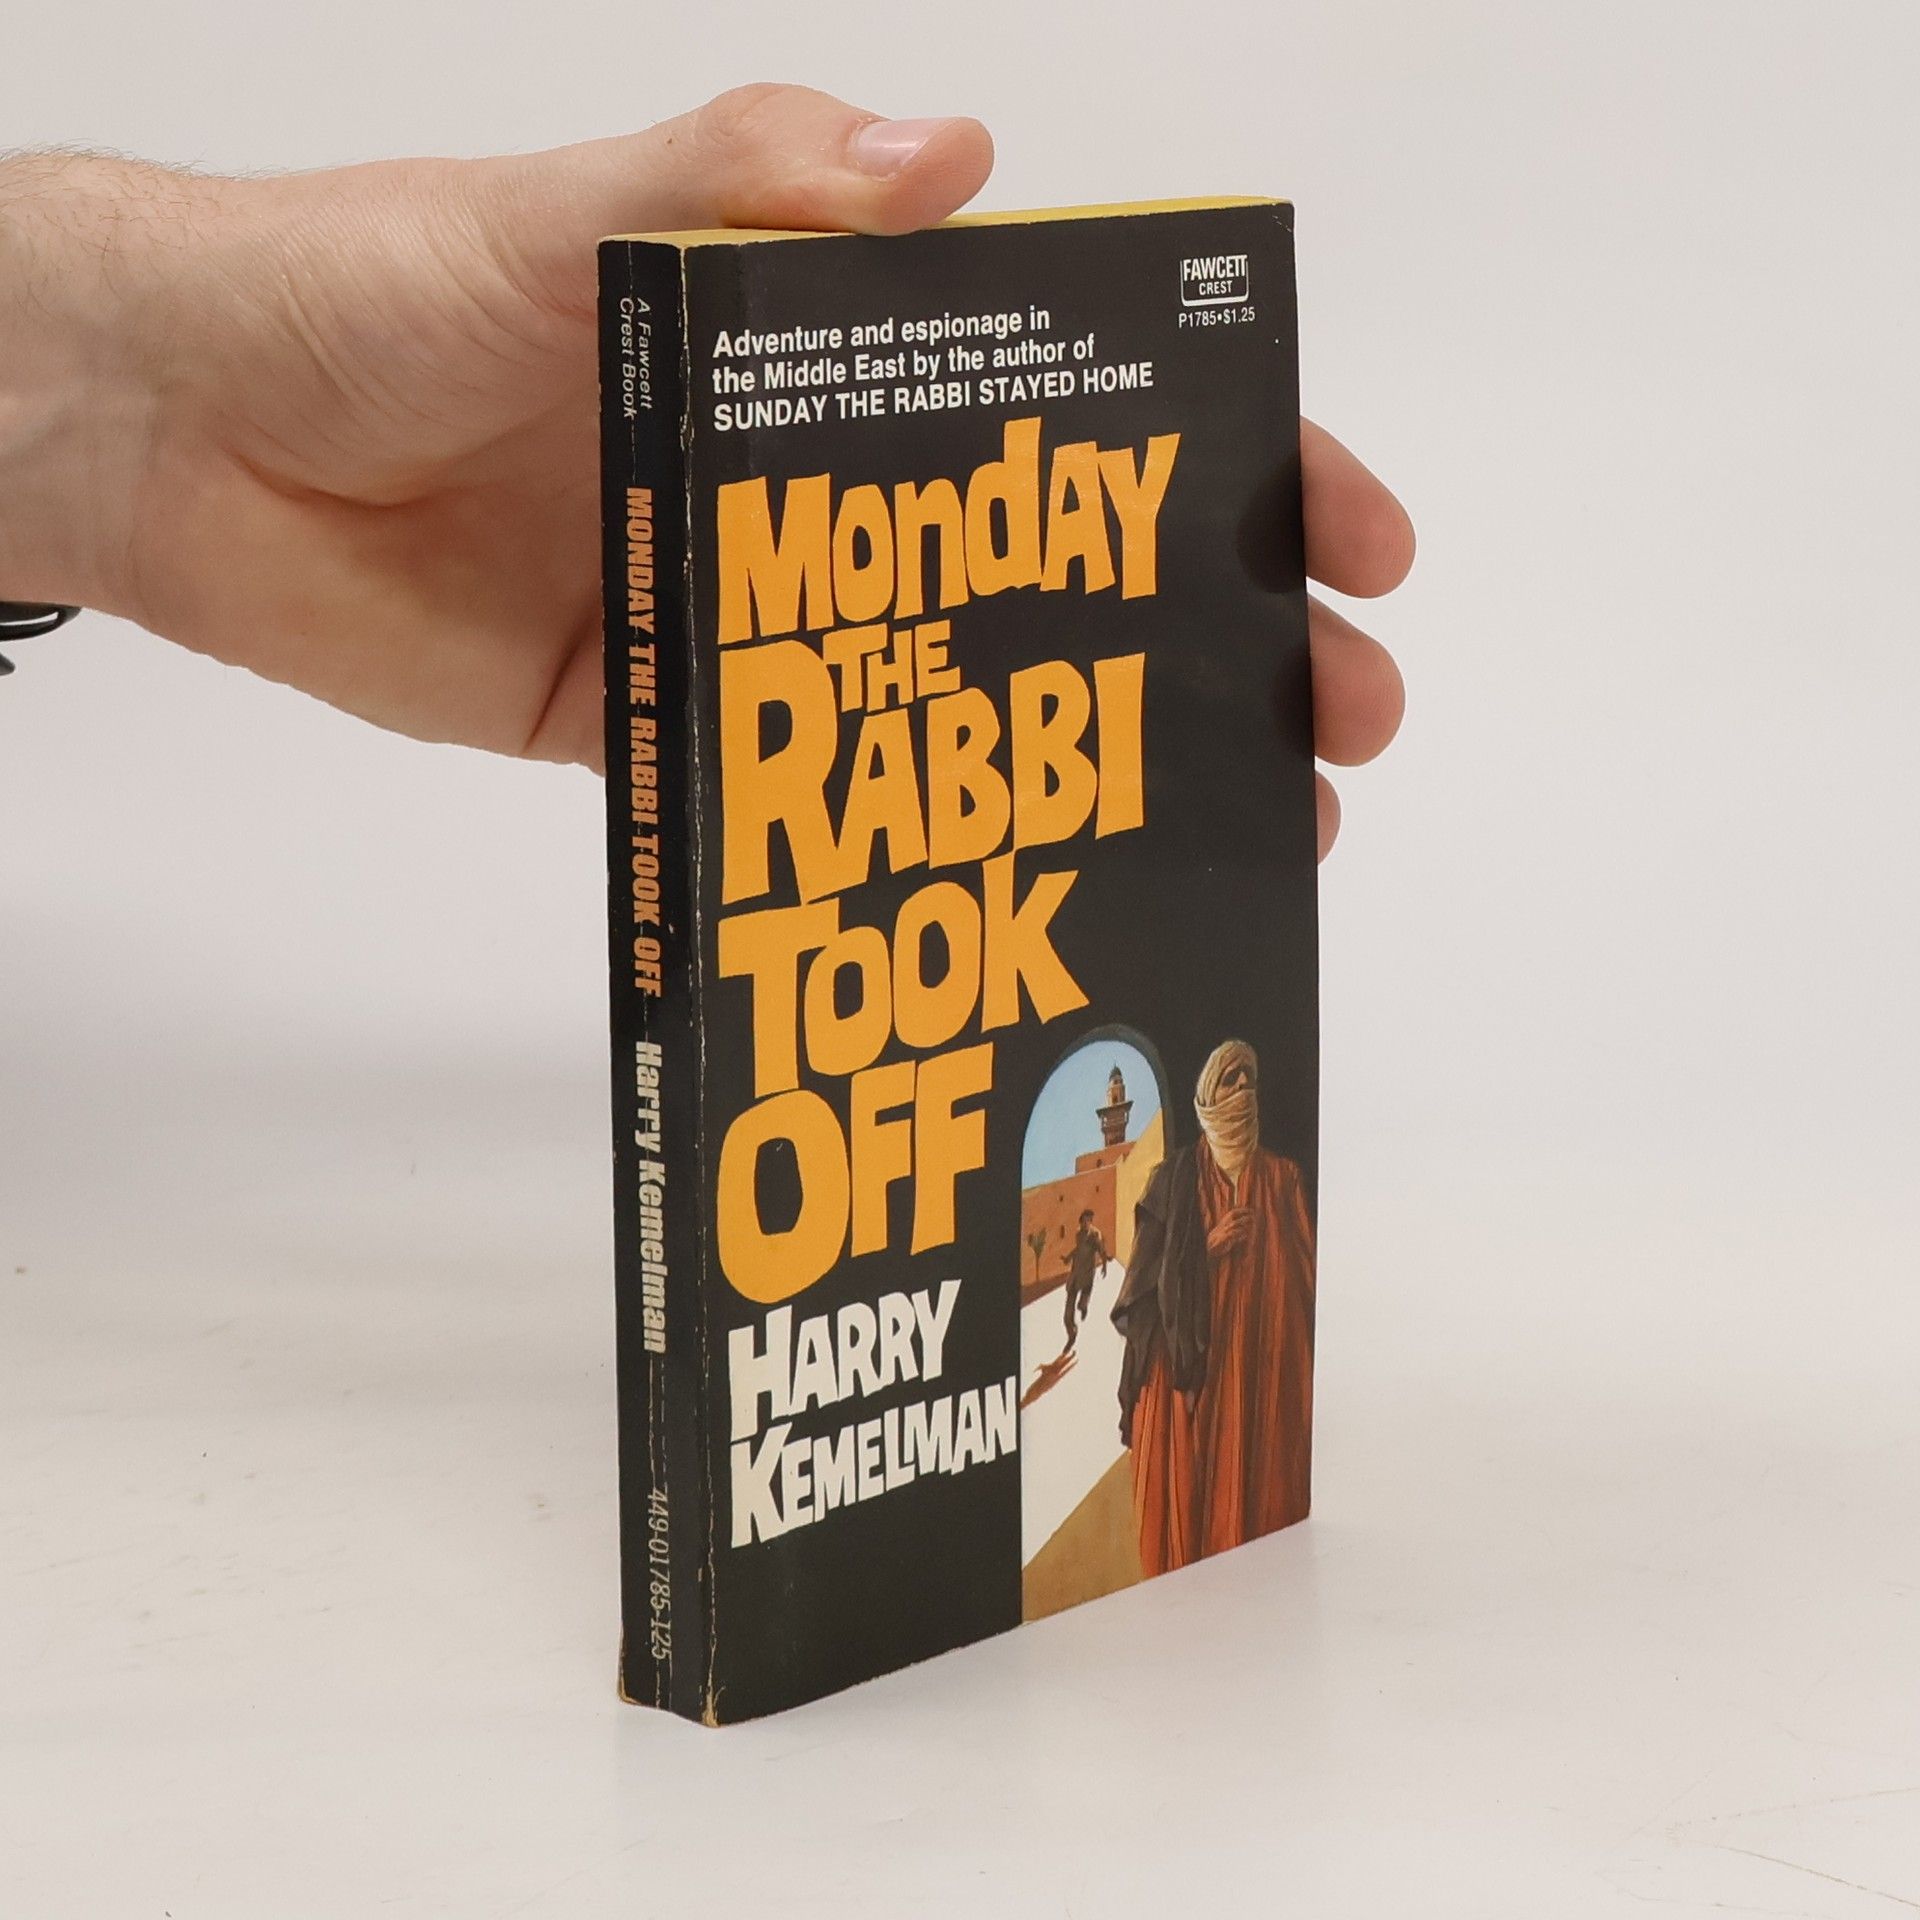 A Fawcett
Crest Book
MONDAY THE RABBI TOOK OFF Harry Kemelman
449-01785-125
FAWCETT
CREST
P1785•$1.25
Adventure and espionage in
the Middle East by the author of
SUNDAY THE RABBI STAYED HOME
MondAY
THE
RABBI
TOOK
OFF
HARRY
KEMELMAN